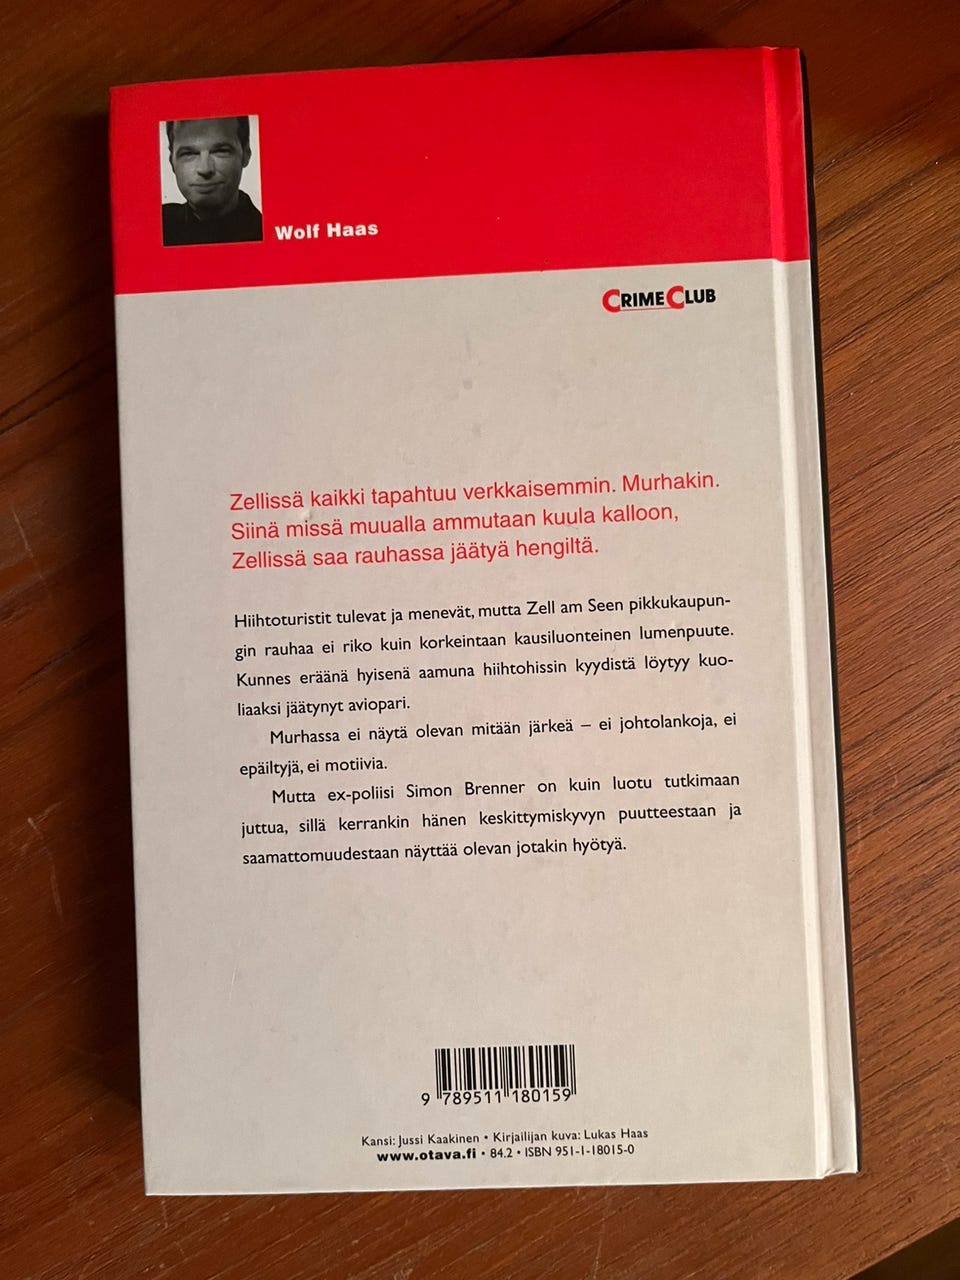 Wolf Haas
CRIME CLUB
Zellissä kaikki tapahtuu verkkaisemmin. Murhakin.
Siinä missä muualla ammutaan kuula kalloon,
Zellissä saa rauhassa jäätyä hengiltä.
Hiihtoturistit tulevat ja menevät, mutta Zell am Seen pikkukaupun-
gin rauhaa ei riko kuin korkeintaan kausiluonteinen lumenpuute.
Kunnes eräänä hyisenä aamuna hiihtohissin kyydistä löytyy kuo-
liaaksi jäätynyt aviopari.
Murhassa ei näytä olevan mitään järkeä – ei johtolankoja, ei
epäiltyjä, ei motiivia.
Mutta ex-poliisi Simon Brenner on kuin luotu tutkimaan
juttua, sillä kerrankin hänen keskittymiskyvyn puutteestaan ja
saamattomuudestaan näyttää olevan jotakin hyötyä.
9 789511 180159
Kansi: Jussi Kaakinen • Kirjailijan kuva: Lukas Haas
www.otava.fi • 84.2 • ISBN 951-1-18015-0